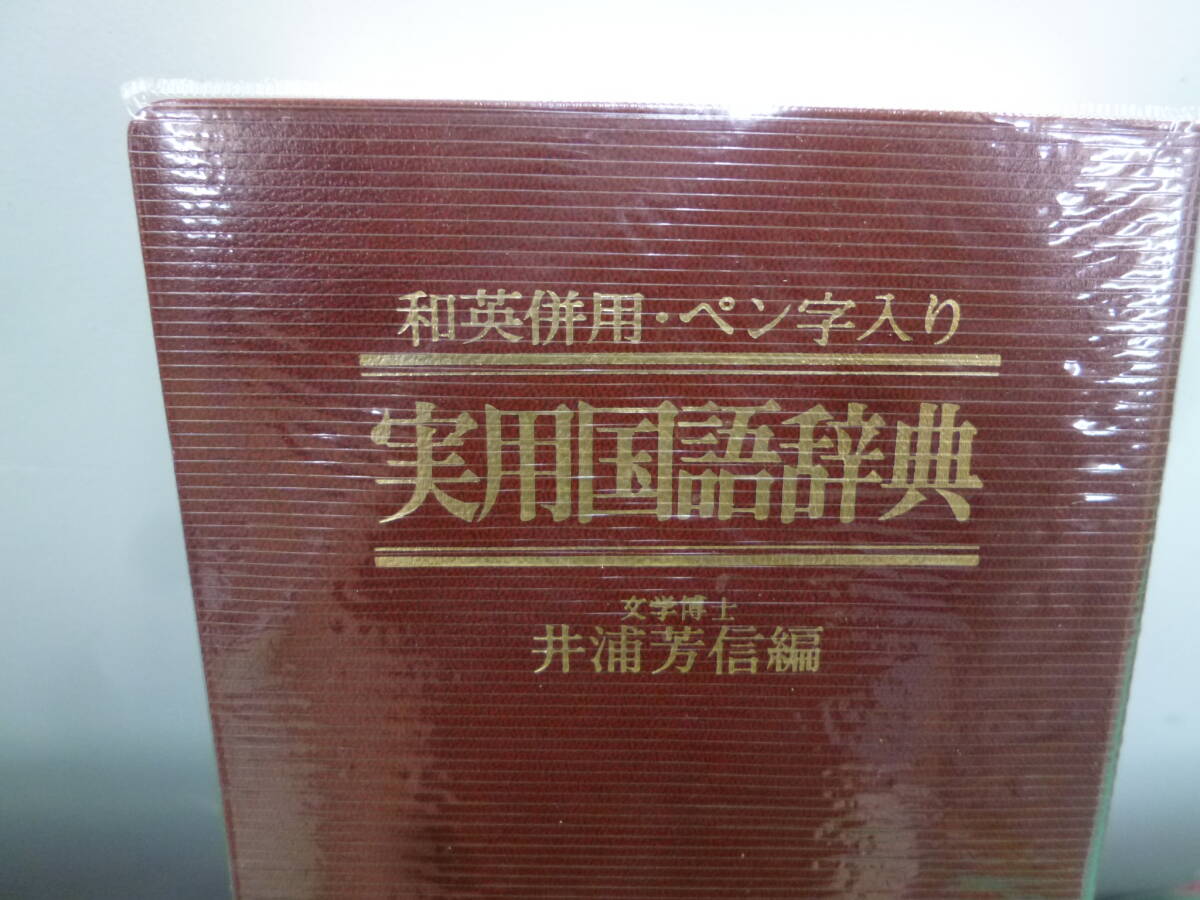 和英併用・ペン字入り
実用国語辞典
文学博士
井浦芳信編